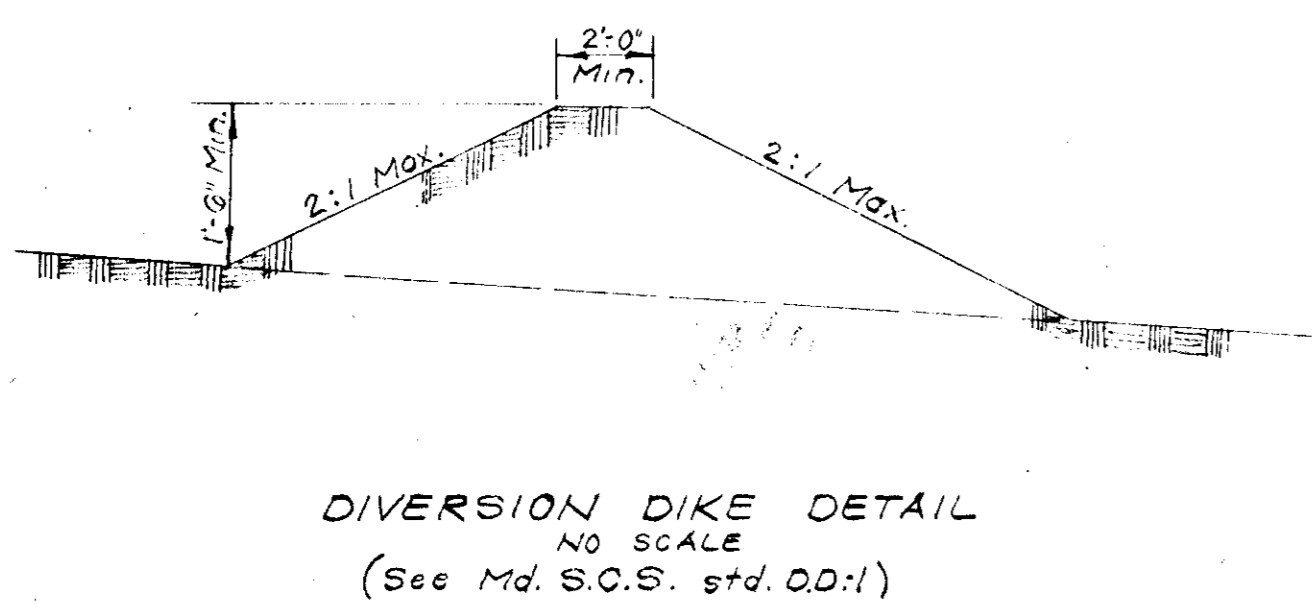 2'-0"
Min.
1'-6" Min.
2:1 Max.
2:1 Max.
DIVERSION DIKE DETAIL
NO SCALE
(See Md. S.C.S. std. D.D:1)